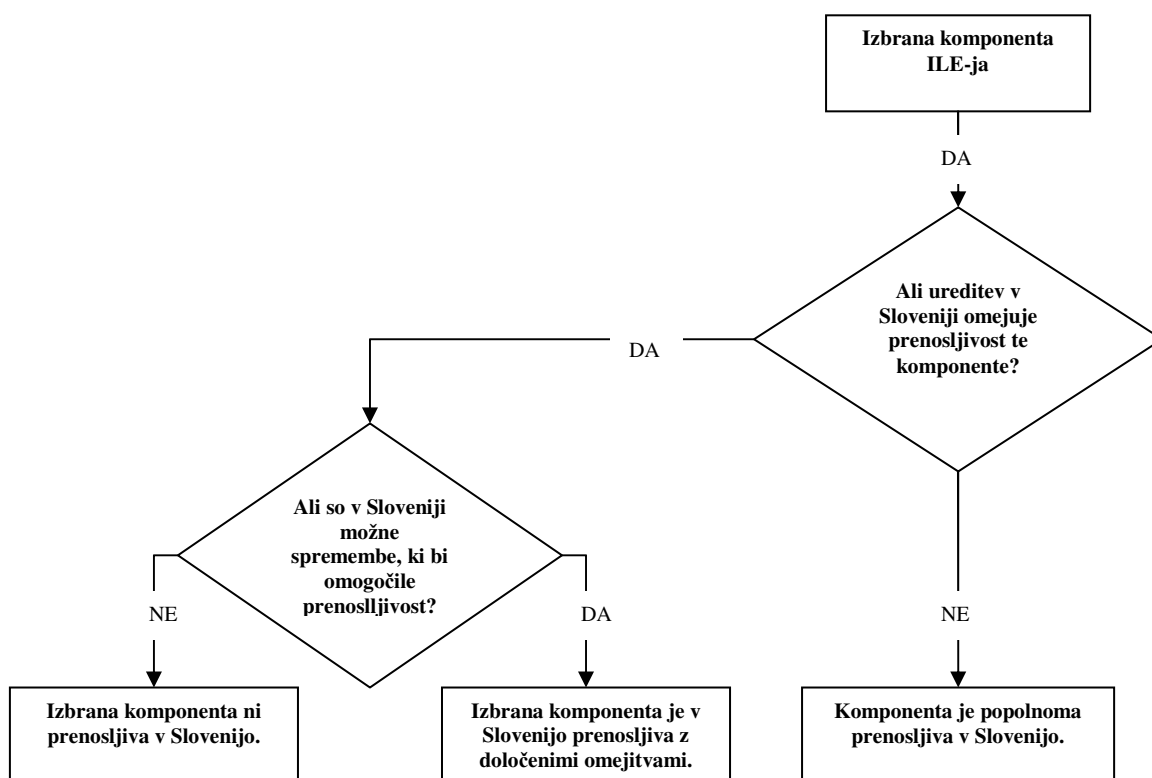 Izbrana komponenta
ILE-ja
DA
Ali ureditev v
Sloveniji omejuje
prenosljivost te
komponente?
DA
Ali so v Sloveniji
možne
spremembe, ki bi
omogočile
prenoslljivost?
NE
DA
NE
Izbrana komponenta ni
prenosljiva v Slovenijo.
Izbrana komponenta je v
Slovenijo prenosljiva z
določenimi omejitvami.
Komponenta je popolnoma
prenosljiva v Slovenijo.